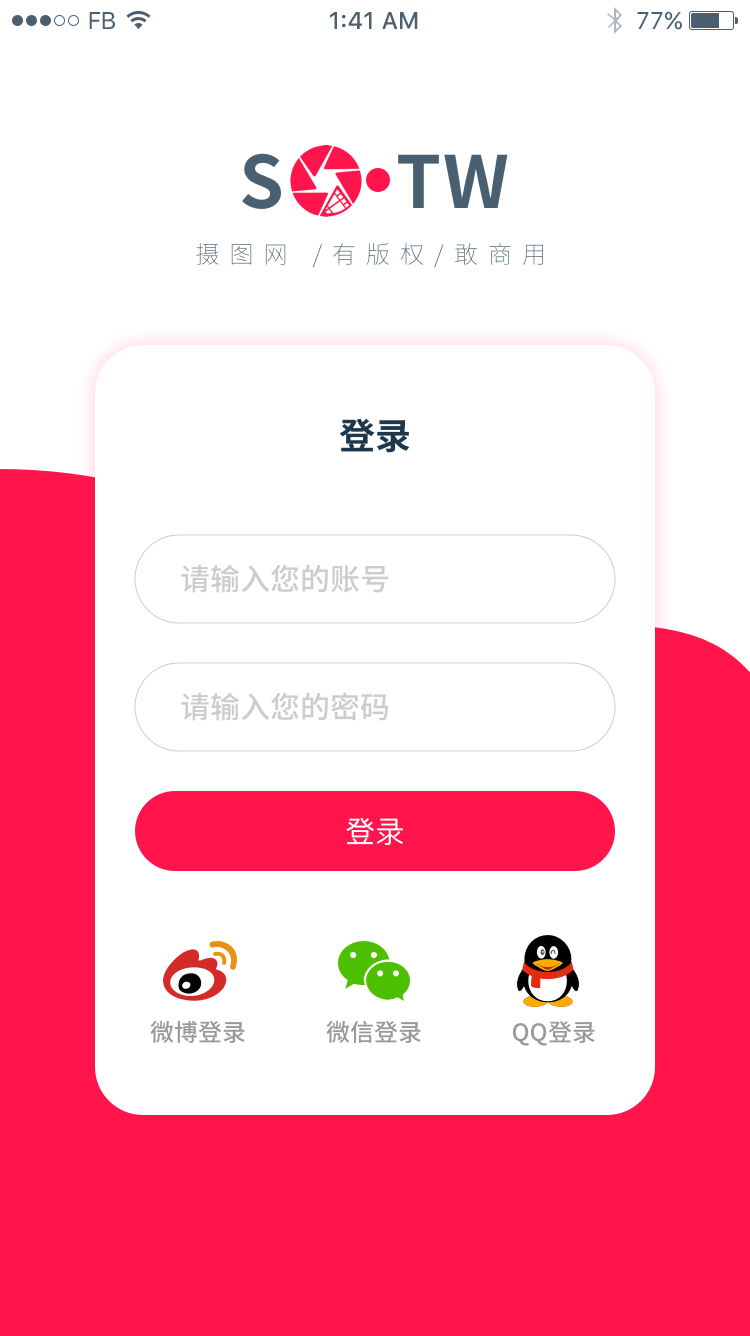 FB 1:41 AM 77%
S TW
摄图网 /有版权/敢商用
登录
请输入您的账号
请输入您的密码
登录
微博登录 微信登录 QQ登录